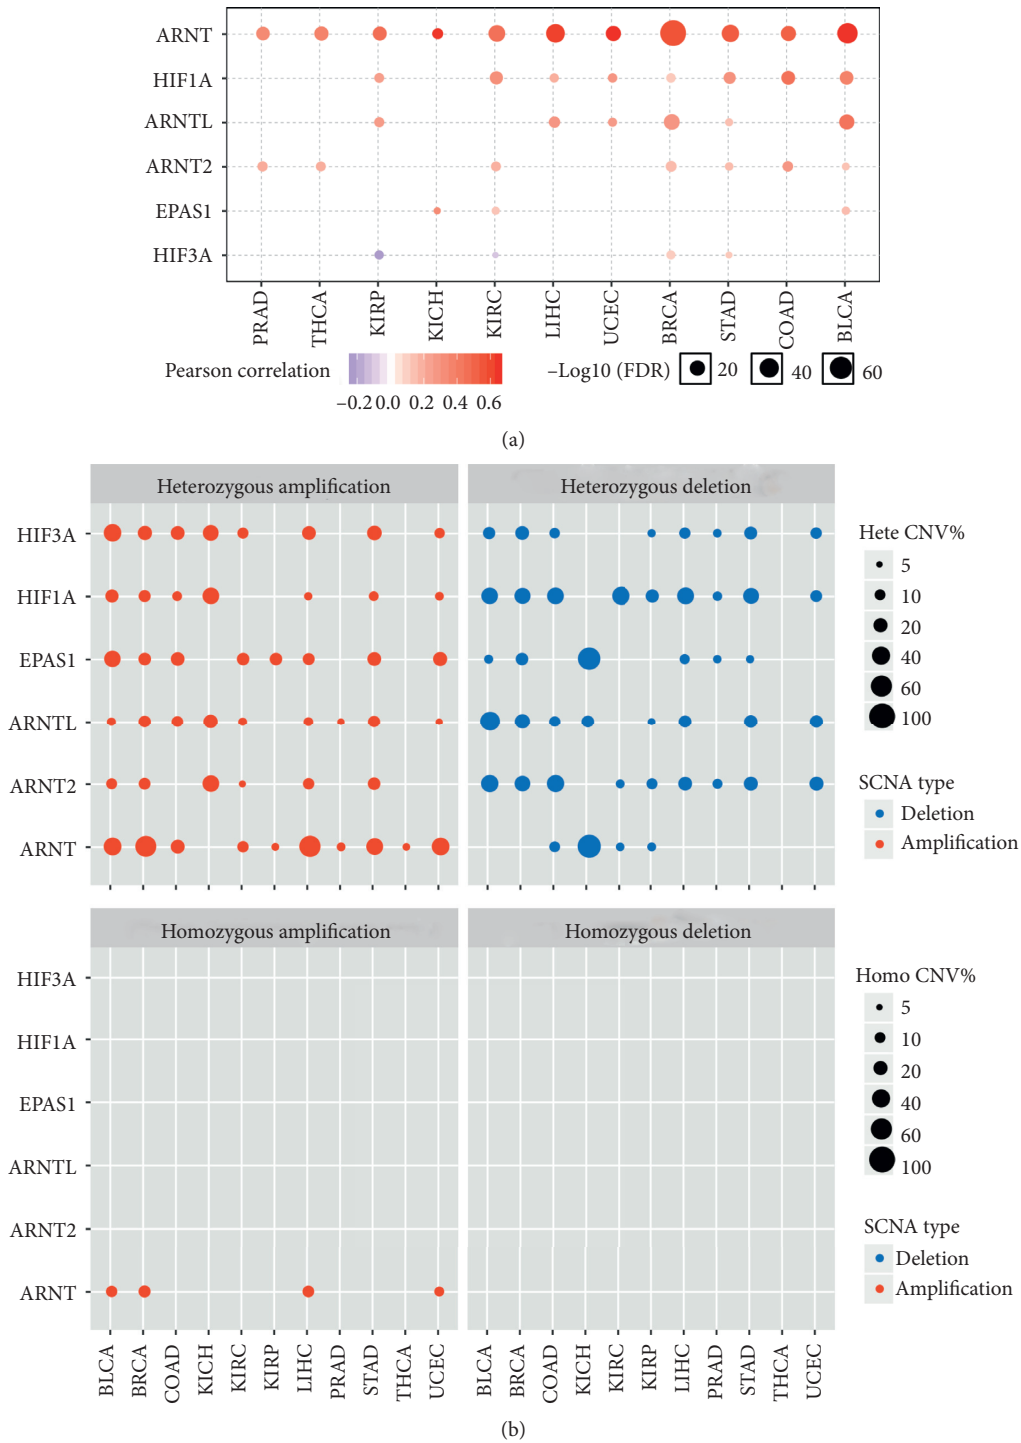 ARNT
HIF1A
ARNTL
ARNT2
EPAS1
HIF3A
PRAD THCA KIRP KICH KIRC LIHC UCEC BRCA STAD COAD BLCA
Pearson correlation –Log10 (FDR) 20 40 60
–0.2 0.0 0.2 0.4 0.6
(a)
Heterozygous amplification Heterozygous deletion
HIF3A
HIF1A
EPAS1
ARNTL
ARNT2
ARNT
Hete CNV%
5
10
20
40
60
100
SCNA type
Deletion
Amplification
Homozygous amplification Homozygous deletion
HIF3A
HIF1A
EPAS1
ARNTL
ARNT2
ARNT
Homo CNV%
5
10
20
40
60
100
SCNA type
Deletion
Amplification
BLCA BRCA COAD KICH KIRC KIRP LIHC PRAD STAD THCA UCEC BLCA BRCA COAD KICH KIRC KIRP LIHC PRAD STAD THCA UCEC
(b)